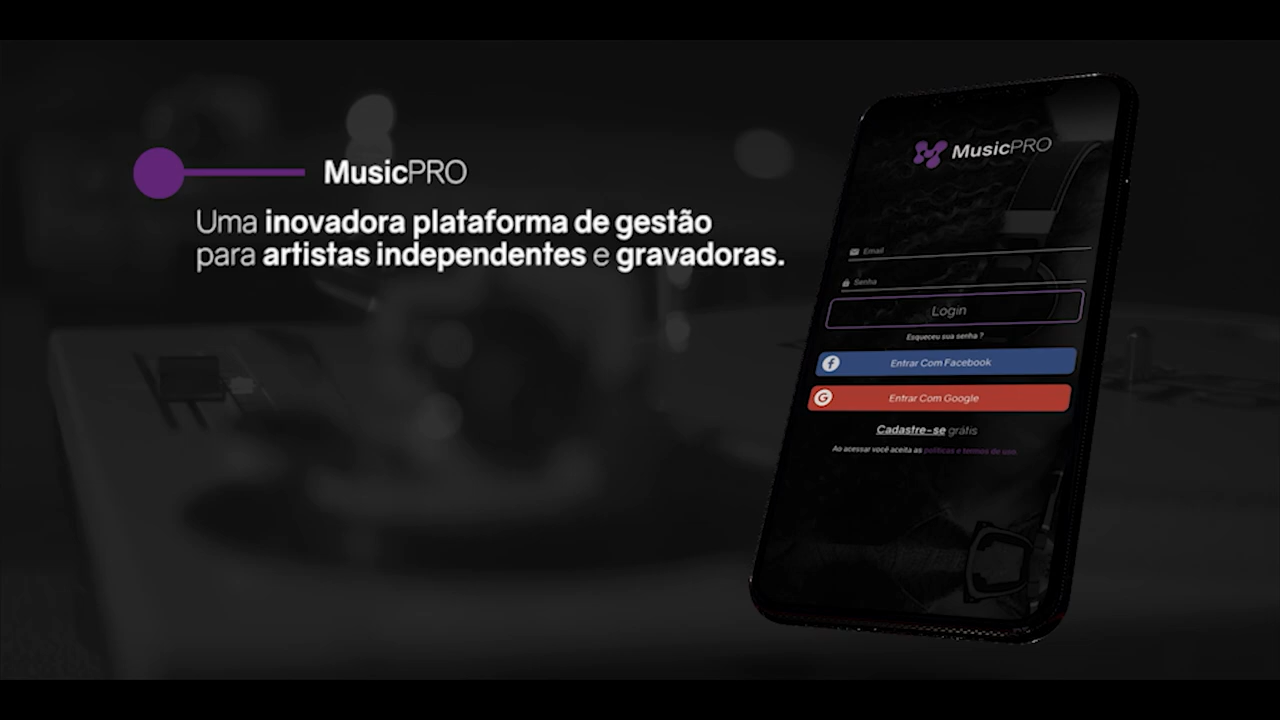 MusicPRO
Uma inovadora plataforma de gestão
para artistas independentes e gravadoras.
MusicPRO
Email
Senha
Login
Esqueceu sua senha ?
Entrar Com Facebook
Entrar Com Google
Cadastre-se grátis
Ao acessar você aceita as políticas e termos de uso.